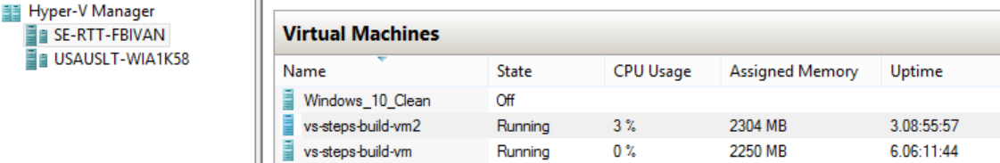 Hyper-V Manager
SE-RTT-FBIVAN
USAUSLT-WIA1K58
Virtual Machines
Name State CPU Usage Assigned Memory Uptime
Windows_10_Clean Off
vs-steps-build-vm2 Running 3 % 2304 MB 3.08:55:57
vs-steps-build-vm Running 0 % 2250 MB 6.06:11:44